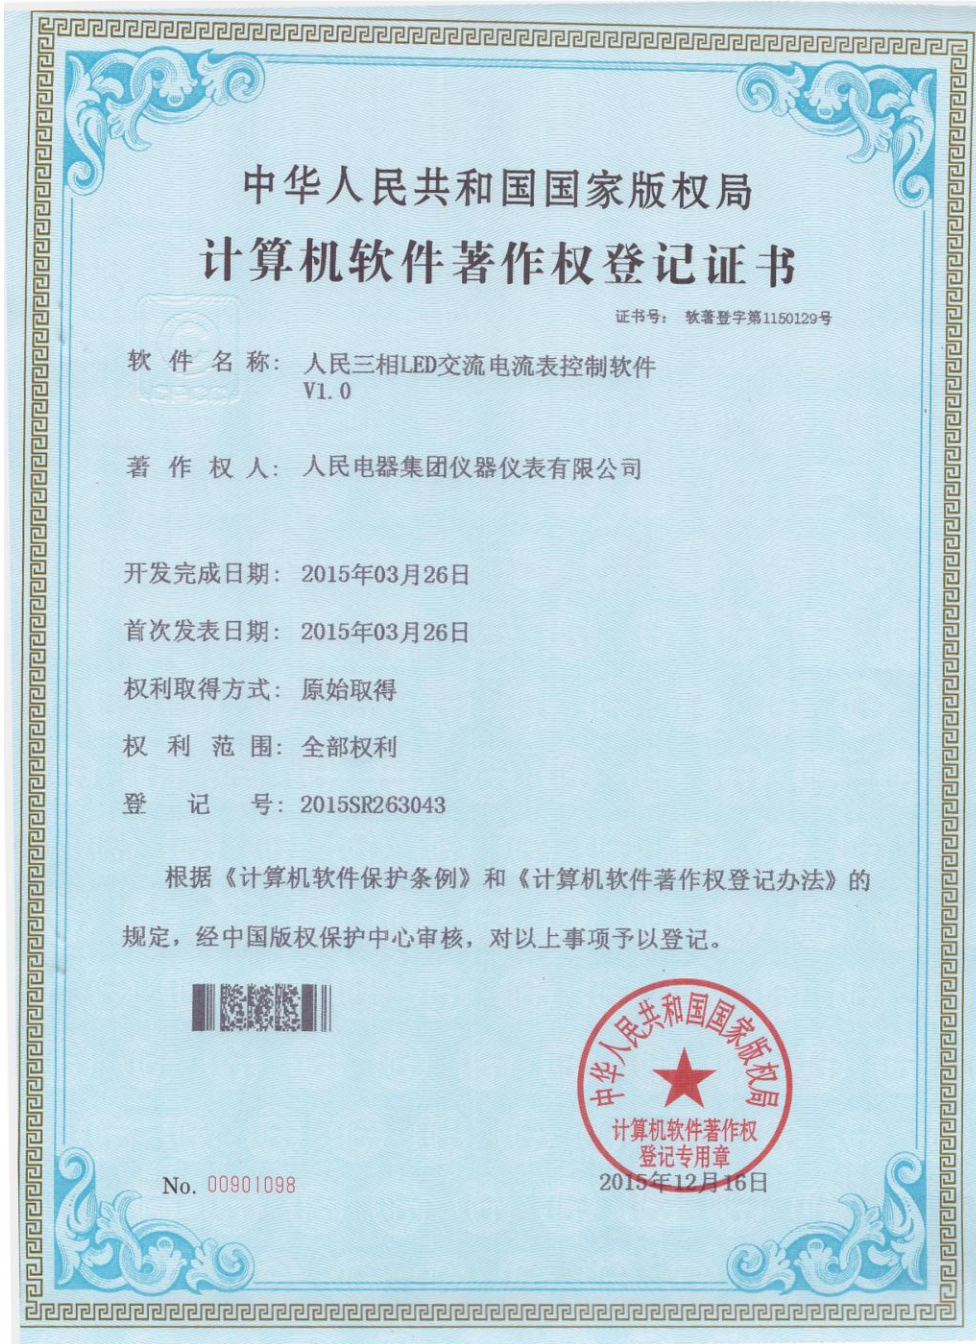 中华人民共和国国家版权局
计算机软件著作权登记证书
证书号： 软著登字第1150129号
软件名称： 人民三相LED交流电流表控制软件
V1.0
著作权人： 人民电器集团仪器仪表有限公司
开发完成日期： 2015年03月26日
首次发表日期： 2015年03月26日
权利取得方式： 原始取得
权利范围： 全部权利
登记号： 2015SR263043
根据《计算机软件保护条例》和《计算机软件著作权登记办法》的
规定，经中国版权保护中心审核，对以上事项予以登记。
中华人民共和国国家版权局
计算机软件著作权
登记专用章
No. 00901098
2015年12月16日